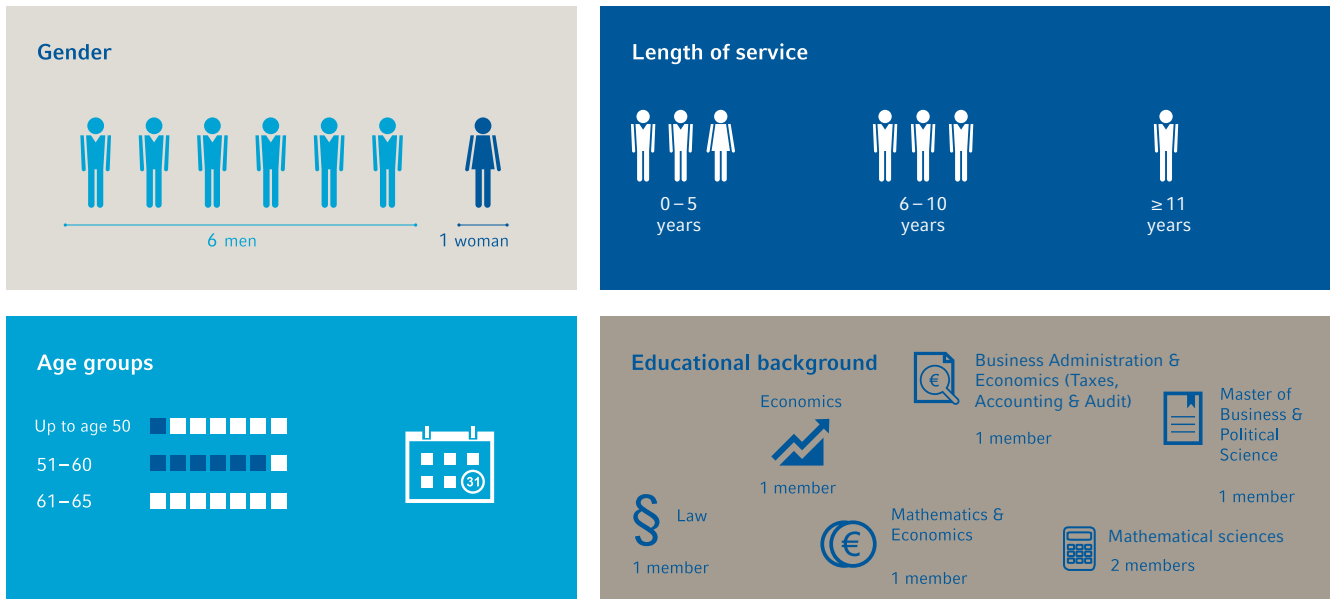 Gender
6 men
1 woman
Length of service
0–5
years
6–10
years
≥ 11
years
Age groups
Up to age 50
51–60
61–65
31
Educational background
Economics
1 member
Business Administration &
Economics (Taxes,
Accounting & Audit)
1 member
Master of
Business &
Political
Science
1 member
§
Law
1 member
€
Mathematics &
Economics
1 member
Mathematical sciences
2 members
€